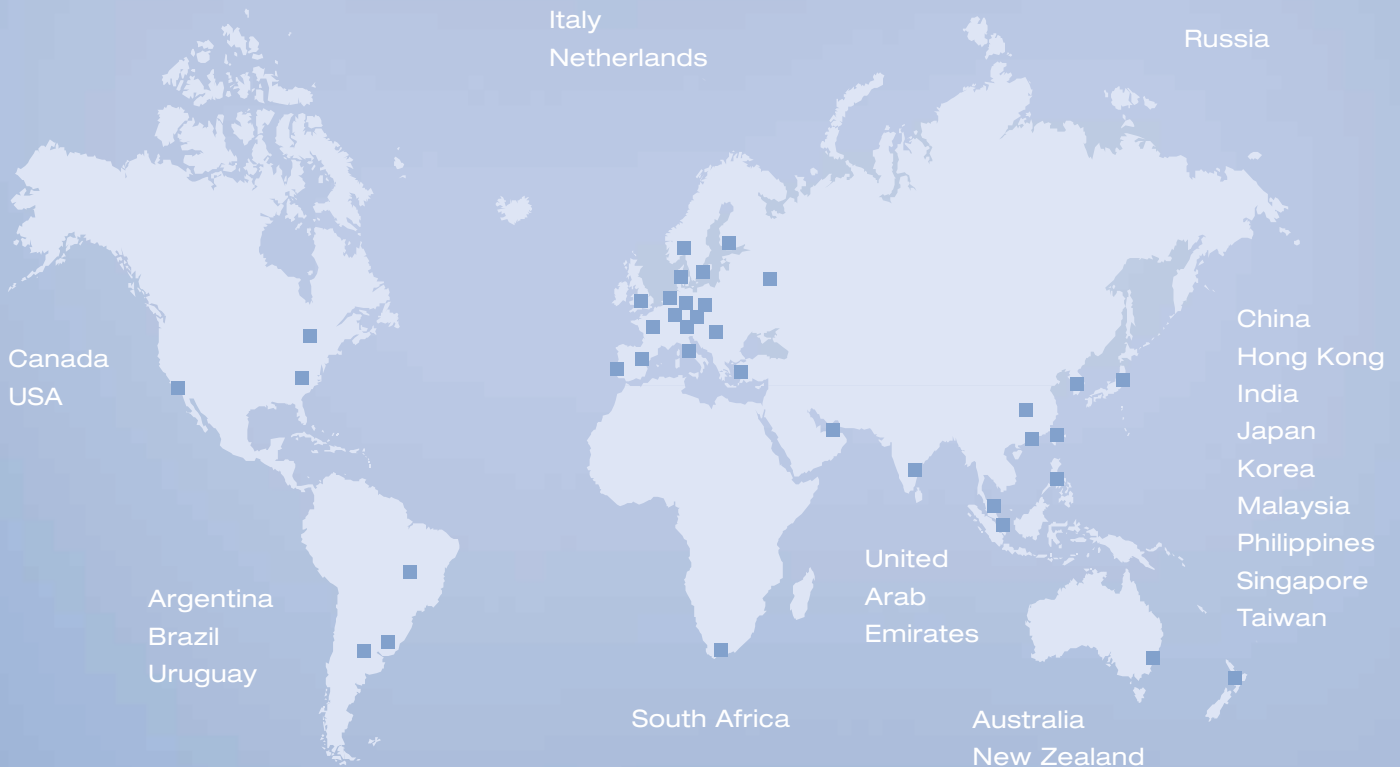 Italy
Netherlands
Russia
Canada
USA
China
Hong Kong
India
Japan
Korea
Malaysia
Philippines
Singapore
Taiwan
United
Arab
Emirates
Argentina
Brazil
Uruguay
South Africa
Australia
New Zealand